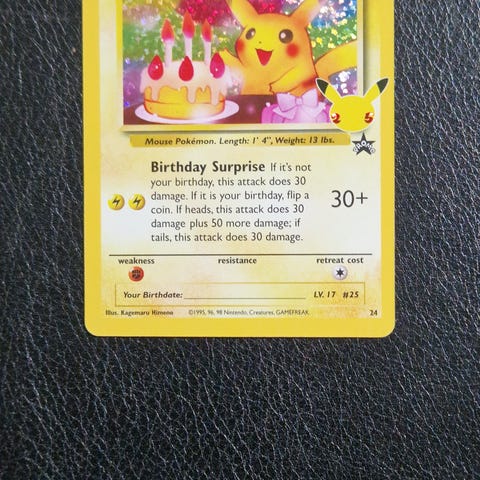 Mouse Pokémon. Length: 1' 4", Weight: 13 lbs.
PROMO
Birthday Surprise If it's not
your birthday, this attack does 30
damage. If it is your birthday, flip a
coin. If heads, this attack does 30
damage plus 50 more damage; if
tails, this attack does 30 damage.
30+
weakness resistance retreat cost
Your Birthdate: LV. 17 #25
Illus. Kagemaru Himeno ©1995, 96, 98 Nintendo, Creatures, GAMEFREAK. 24